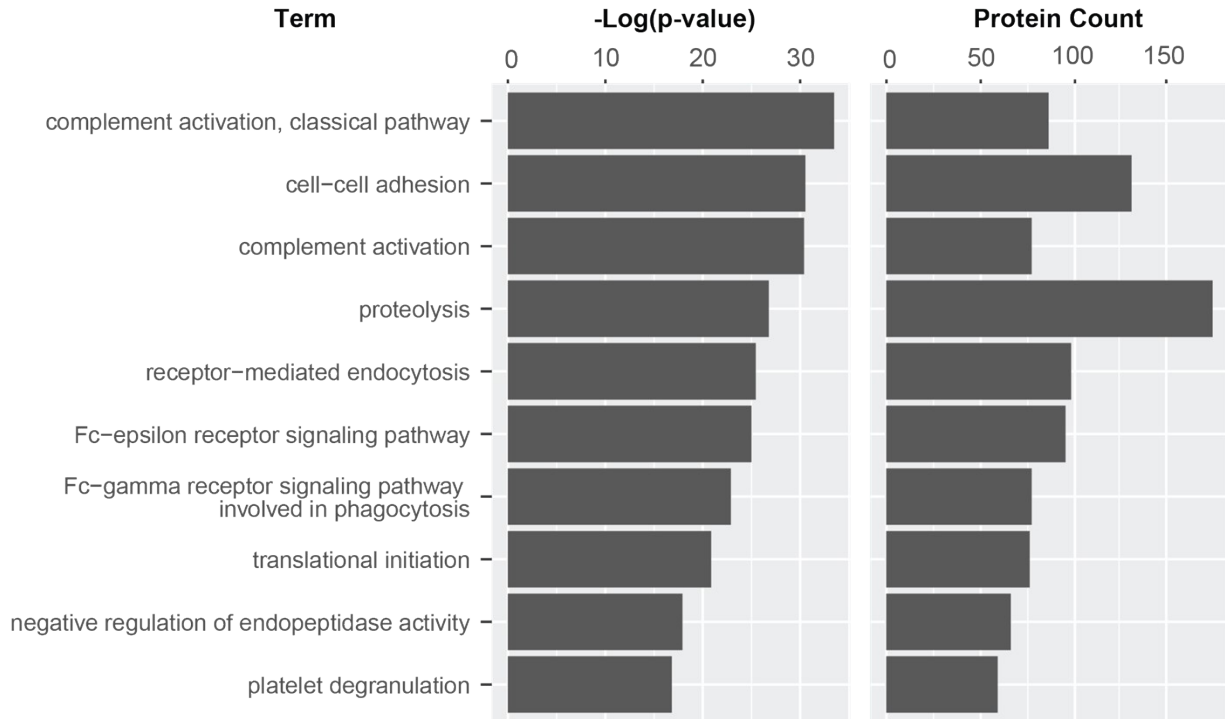 Term -Log(p-value) Protein Count
0 10 20 30 0 50 100 150
complement activation, classical pathway
cell−cell adhesion
complement activation
proteolysis
receptor−mediated endocytosis
Fc−epsilon receptor signaling pathway
Fc−gamma receptor signaling pathway
involved in phagocytosis
translational initiation
negative regulation of endopeptidase activity
platelet degranulation